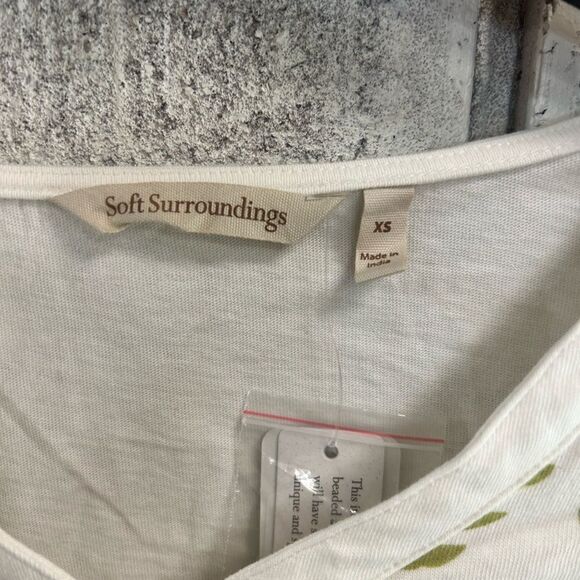 Soft Surroundings
XS
Made in
India
This i
beaded
will have s
unique and